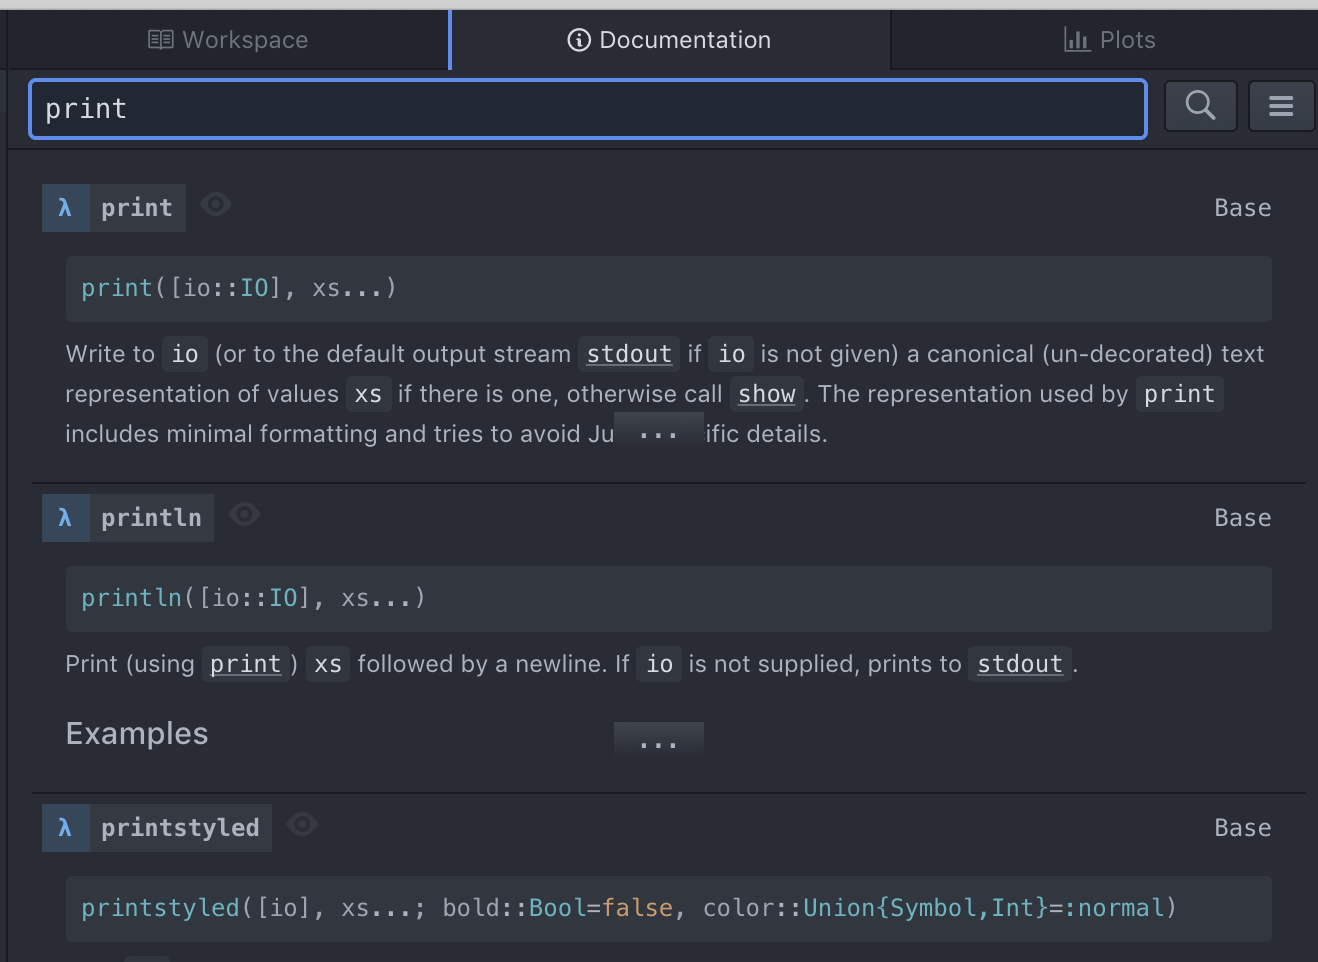 Workspace
Documentation
Plots
print
λ print
Base
print([io::IO], xs...)
Write to io (or to the default output stream stdout if io is not given) a canonical (un-decorated) text
representation of values xs if there is one, otherwise call show. The representation used by print
includes minimal formatting and tries to avoid Ju ... ific details.
λ println
Base
println([io::IO], xs...)
Print (using print) xs followed by a newline. If io is not supplied, prints to stdout.
Examples
...
λ printstyled
Base
printstyled([io], xs...; bold::Bool=false, color::Union{Symbol,Int}=:normal)